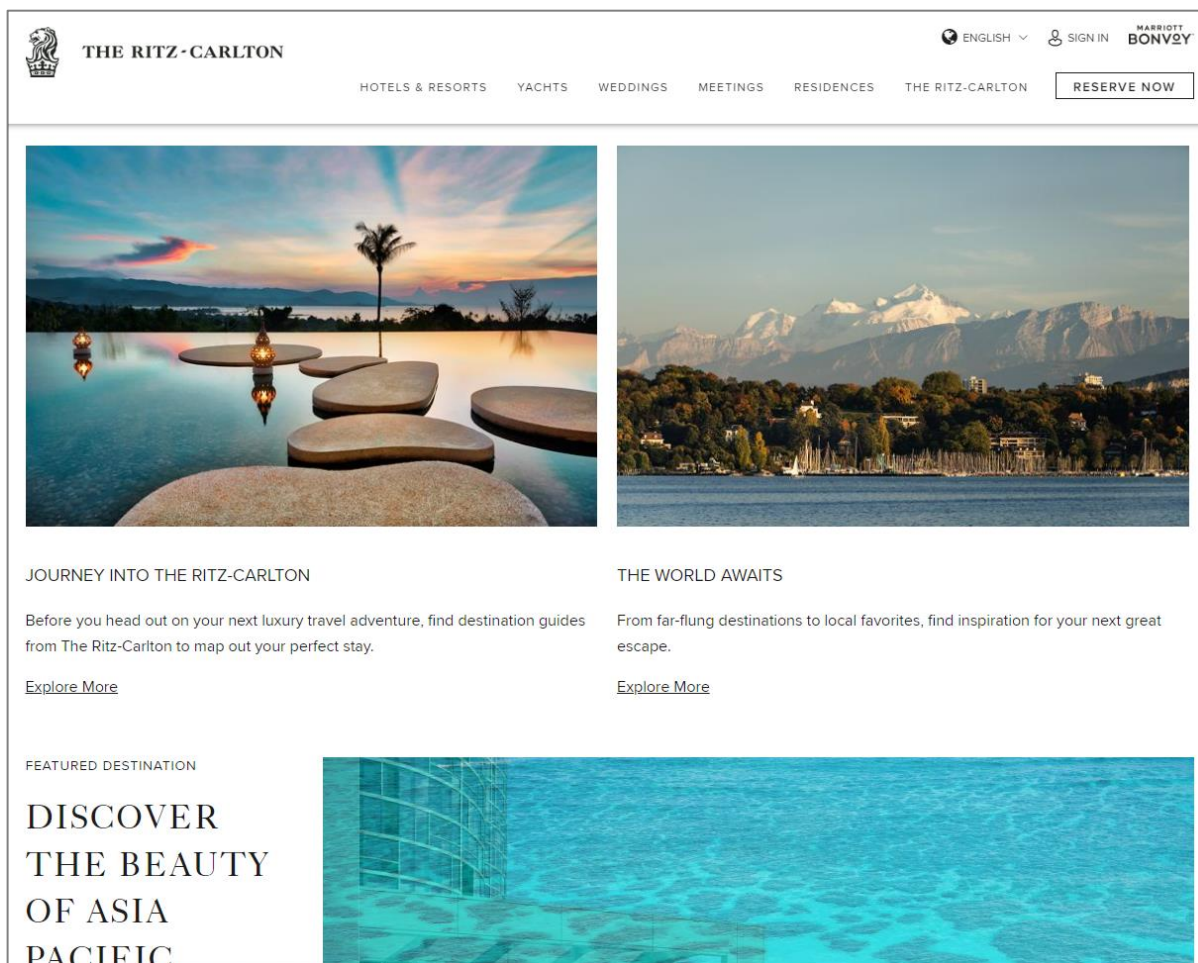 THE RITZ-CARLTON
ENGLISH
SIGN IN
MARRIOTT
BONVOY
HOTELS & RESORTS
YACHTS
WEDDINGS
MEETINGS
RESIDENCES
THE RITZ-CARLTON
RESERVE NOW
JOURNEY INTO THE RITZ-CARLTON
Before you head out on your next luxury travel adventure, find destination guides
from The Ritz-Carlton to map out your perfect stay.
Explore More
THE WORLD AWAITS
From far-flung destinations to local favorites, find inspiration for your next great
escape.
Explore More
FEATURED DESTINATION
DISCOVER
THE BEAUTY
OF ASIA
PACIFIC